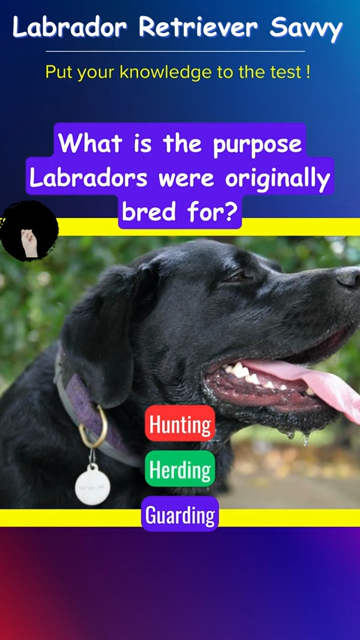 Labrador Retriever Savvy
Put your knowledge to the test !
What is the purpose
Labradors were originally
bred for?
Hunting
Herding
Guarding